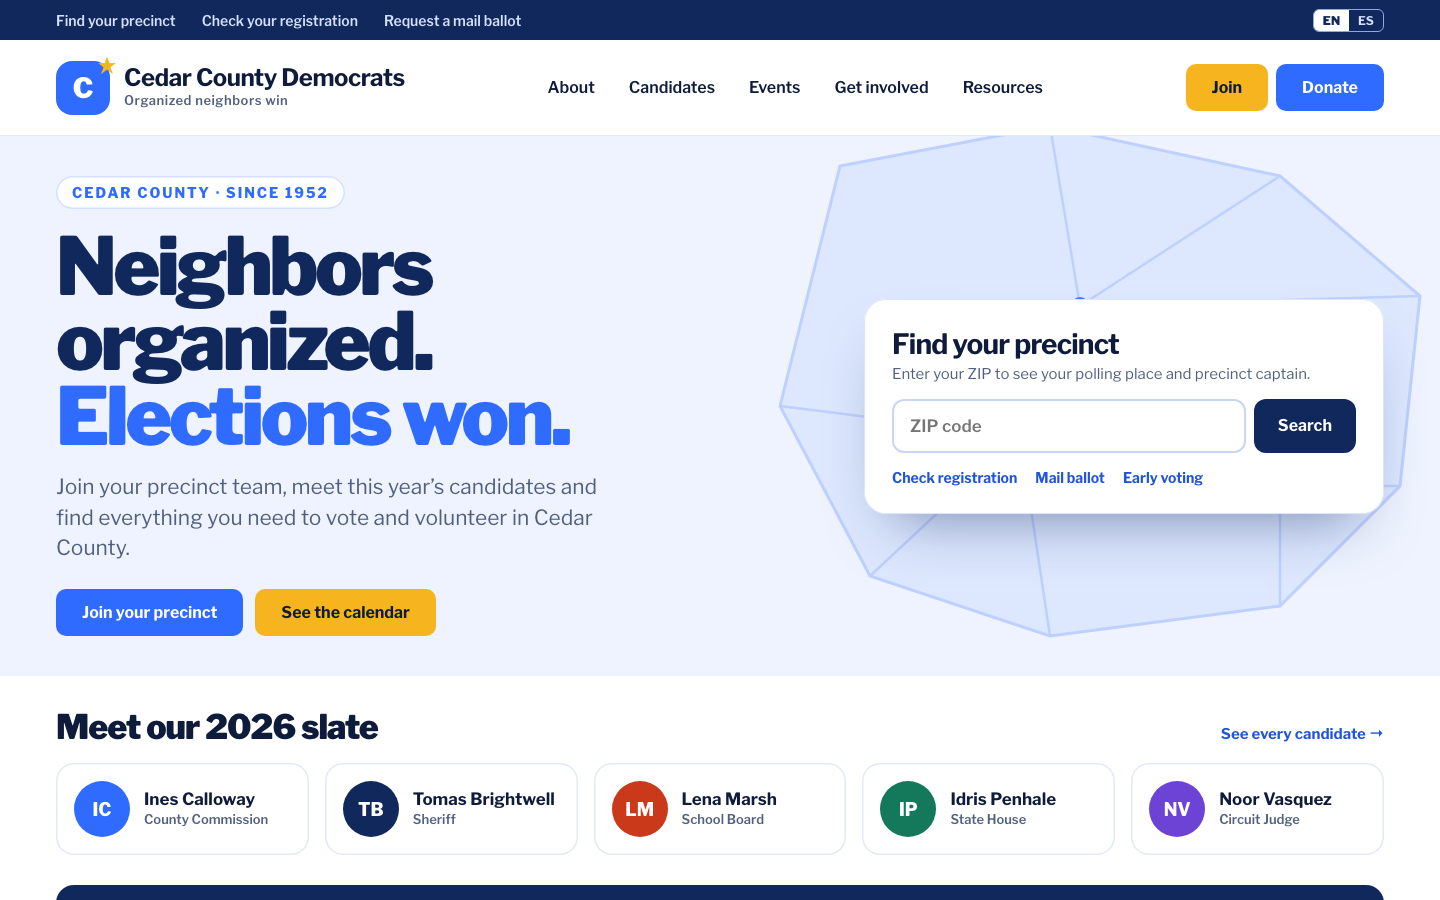 Find your precinct Check your registration Request a mail ballot EN ES
C Cedar County Democrats
Organized neighbors win
About Candidates Events Get involved Resources Join Donate
CEDAR COUNTY · SINCE 1952
Neighbors
organized.
Elections won.
Join your precinct team, meet this year’s candidates and
find everything you need to vote and volunteer in Cedar
County.
Join your precinct See the calendar
Find your precinct
Enter your ZIP to see your polling place and precinct captain.
ZIP code Search
Check registration Mail ballot Early voting
Meet our 2026 slate
See every candidate →
IC Ines Calloway
County Commission
TB Tomas Brightwell
Sheriff
LM Lena Marsh
School Board
IP Idris Penhale
State House
NV Noor Vasquez
Circuit Judge